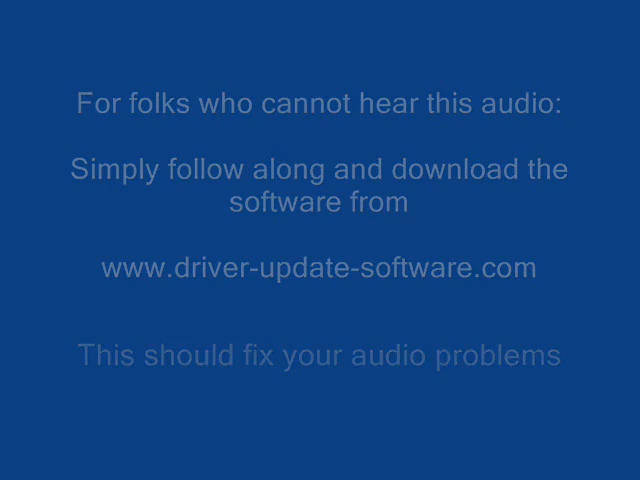 For folks who cannot hear this audio:
Simply follow along and download the
software from
www.driver-update-software.com
This should fix your audio problems